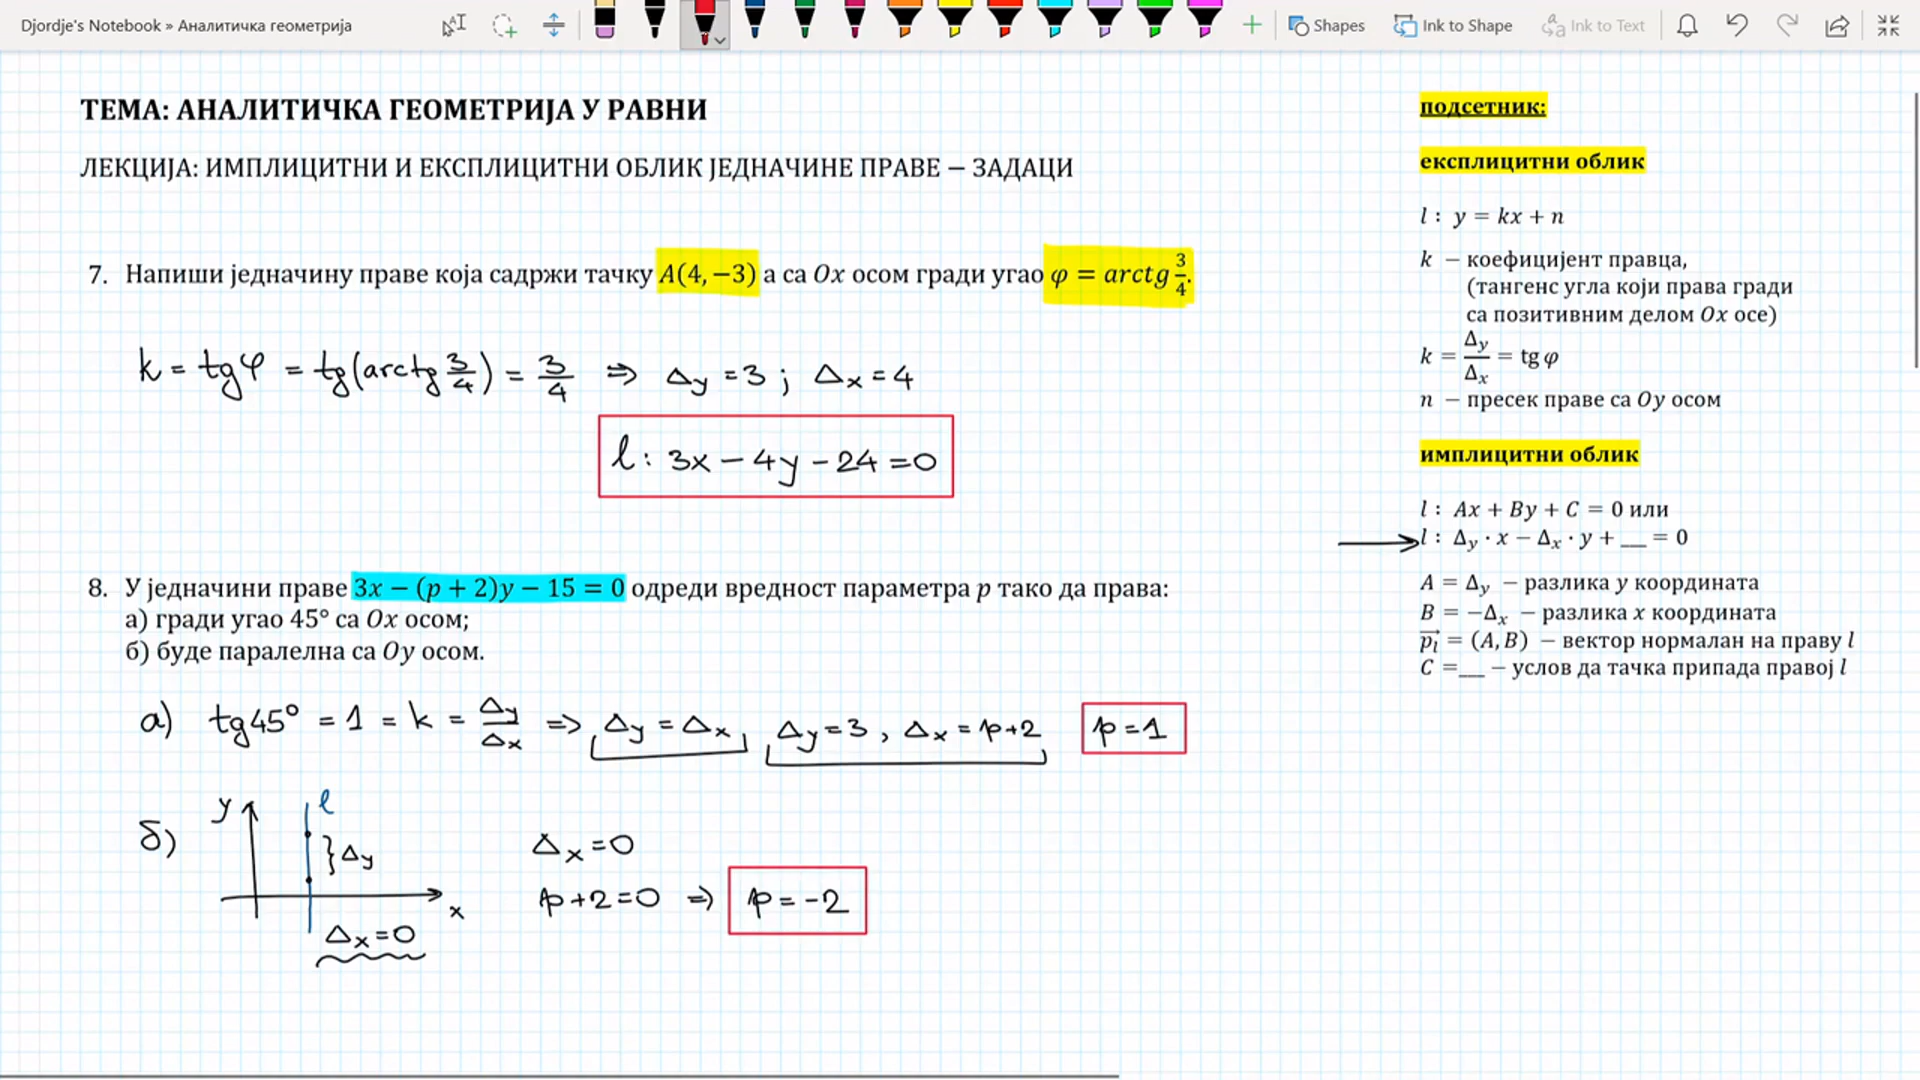 Djordje's Notebook » Аналитичка геометрија
Shapes
Ink to Shape
Ink to Text
ТЕМА: АНАЛИТИЧКА ГЕОМЕТРИЈА У РАВНИ
ЛЕКЦИЈА: ИМПЛИЦИТНИ И ЕКСПЛИЦИТНИ ОБЛИК ЈЕДНАЧИНЕ ПРАВЕ – ЗАДАЦИ
7. Напиши једначину праве која садржи тачку A(4, −3) а са Ox осом гради угао φ = arctg 3/4.
k = tgφ = tg(arctg 3/4) = 3/4 ⇒ Δy = 3 ; Δx = 4
l: 3x − 4y − 24 = 0
8. У једначини праве 3x − (p + 2)y − 15 = 0 одреди вредност параметра p тако да права:
а) гради угао 45° са Ox осом;
б) буде паралелна са Oy осом.
а) tg45° = 1 = k = Δy/Δx ⇒ Δy = Δx Δy = 3 , Δx = p+2 p = 1
б) y l
Δy
x
Δx = 0
Δx = 0
p + 2 = 0 ⇒ p = −2
подсетник:
експлицитни облик
l : y = kx + n
k – коефицијент правца,
(тангенс угла који права гради
са позитивним делом Ox осе)
k = Δy/Δx = tg φ
n – пресек праве са Oy осом
имплицитни облик
l : Ax + By + C = 0 или
l : Δy · x − Δx · y + __ = 0
A = Δy – разлика y координата
B = −Δx – разлика x координата
p⃗l = (A, B) – вектор нормалан на праву l
C =__ – услов да тачка припада правој l